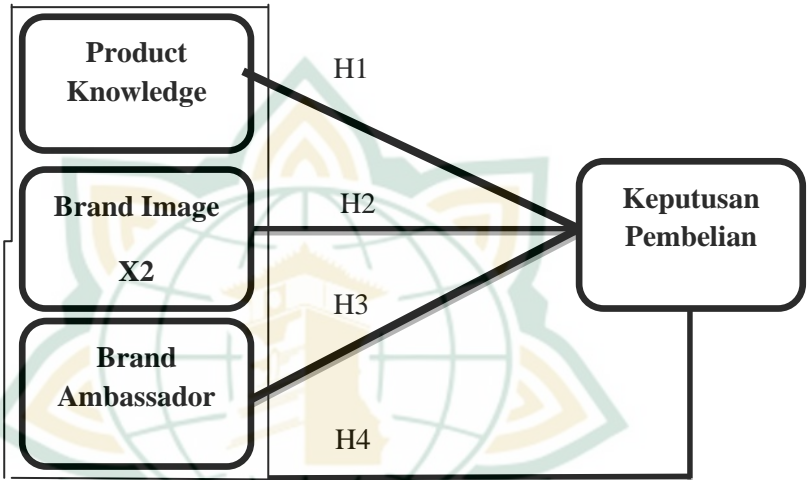 Product
Knowledge
H1
Brand Image
X2
H2
Keputusan
Pembelian
H3
Brand
Ambassador
H4